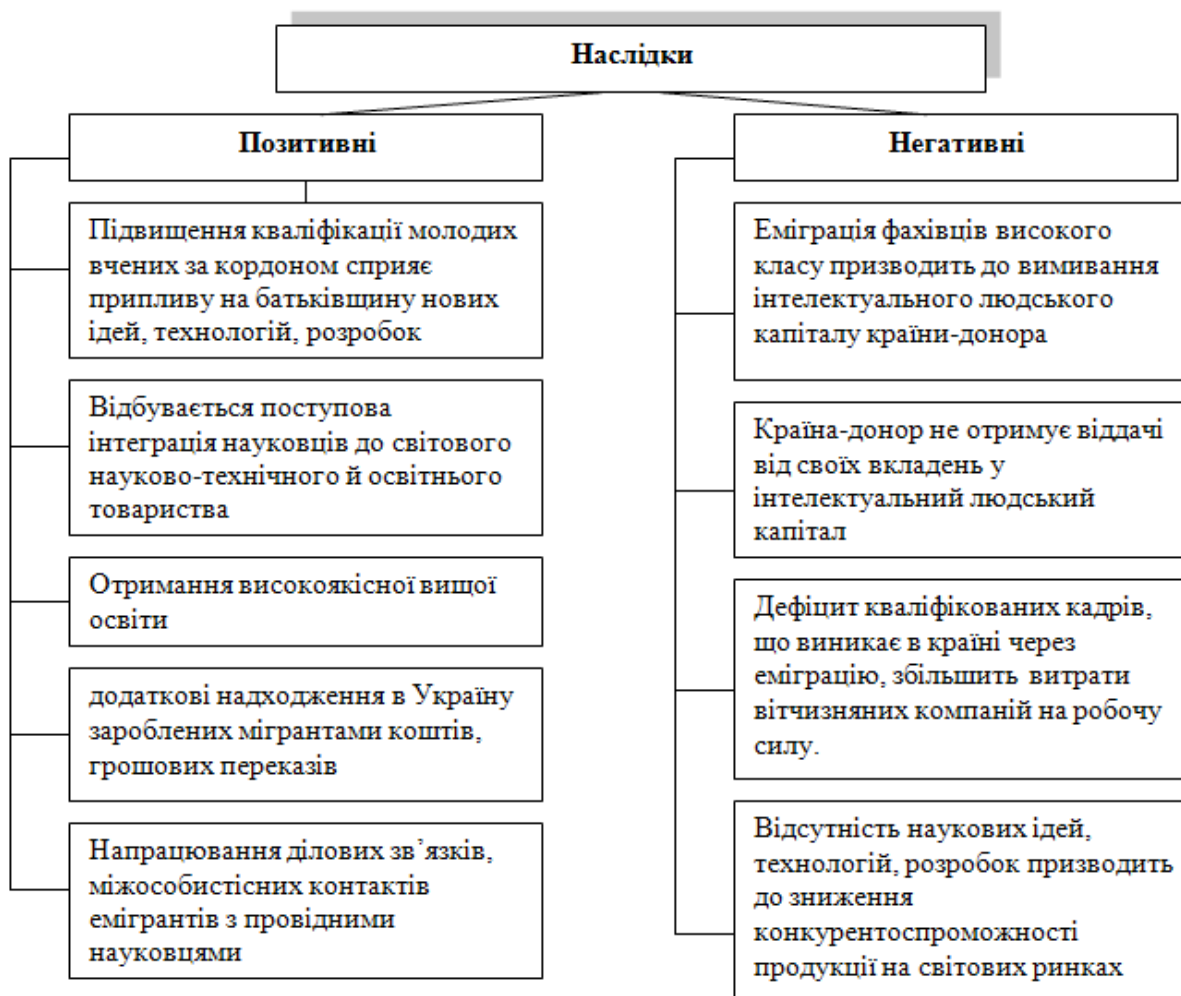 Наслідки
Позитивні
Підвищення кваліфікації молодих
вчених за кордоном сприяє
припливу на батьківщину нових
ідей, технологій, розробок
Відбувається поступова
інтеграція науковців до світового
науково-технічної й освітнього
товариства
Отримання високоякісної вищої
освіти
додаткові надходження в Україну
зароблених мігрантами коштів,
грошових переказів
Напрацювання ділових зв’язків,
міжособистісних контактів
емігрантів з провідними
науковцями
Негативні
Еміграція фахівців високого
класу призводить до вимивання
інтелектуального людського
капіталу країни-донора
Країна-донор не отримує віддачі
від своїх вкладень у
інтелектуальний людський
капітал
Дефіцит кваліфікованих кадрів,
що виникає в країні через
еміграцію, збільшить витрати
вітчизняних компаній на робочу
силу.
Відсутність наукових ідей,
технологій, розробок призводить
до зниження
конкурентоспроможності
продукції на світових ринках